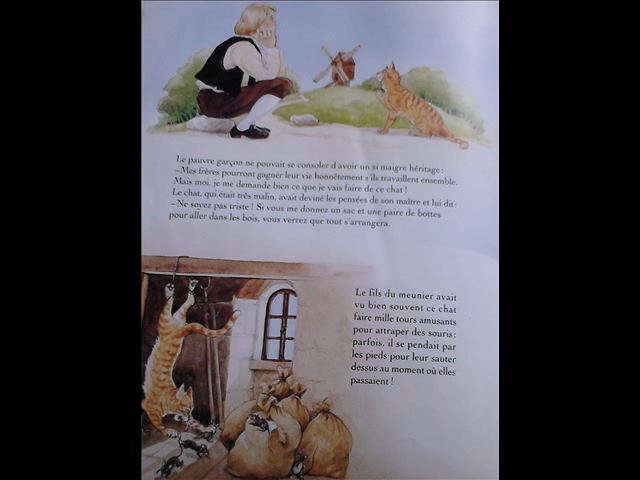 Le pauvre garçon ne pouvait se consoler d'avoir un si maigre héritage :
– Mes frères pourront gagner leur vie honnêtement s'ils travaillent ensemble.
Mais moi, je me demande bien ce que je vais faire de ce chat !
Le chat, qui était très malin, avait deviné les pensées de son maître et lui dit :
– Ne soyez pas triste ! Si vous me donnez un sac et une paire de bottes
pour aller dans les bois, vous verrez que tout s'arrangera.
Le fils du meunier avait
vu bien souvent ce chat
faire mille tours amusants
pour attraper des souris :
parfois, il se pendait par
les pieds pour leur sauter
dessus au moment où elles
passaient !